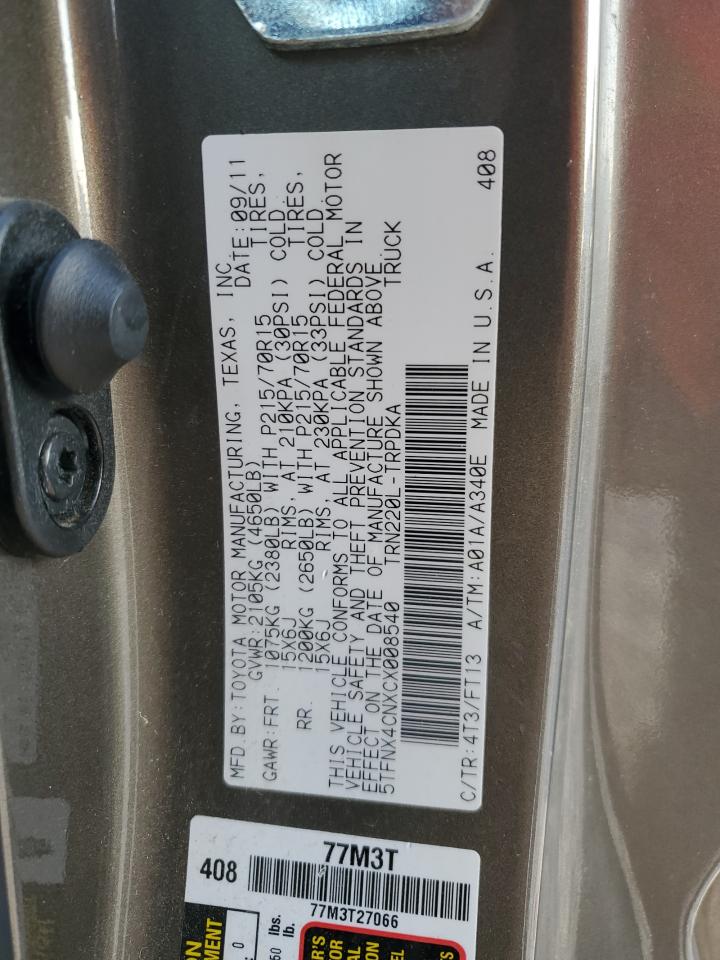 MFD.BY:TOYOTA MOTOR MANUFACTURING, TEXAS, INC.
GVWR:2105KG (4650LB) DATE:09/11
GAWR:FRT. 1075KG (2380LB) WITH P215/70R15 TIRES,
15X6J RIMS, AT 210KPA (30PSI) COLD
RR. 1200KG (2650LB) WITH P215/70R15 TIRES,
15X6J RIMS, AT 230KPA (33PSI) COLD
THIS VEHICLE CONFORMS TO ALL APPLICABLE FEDERAL MOTOR
VEHICLE SAFETY AND THEFT PREVENTION STANDARDS IN
EFFECT ON THE DATE OF MANUFACTURE SHOWN ABOVE.
5TFNX4CNXCX008540 TRN220L-TRPDKA TRUCK
C/TR:4T3/FT13 A/TM:A01A/A340E MADE IN U.S.A. 408
77M3T
408
77M3T27066